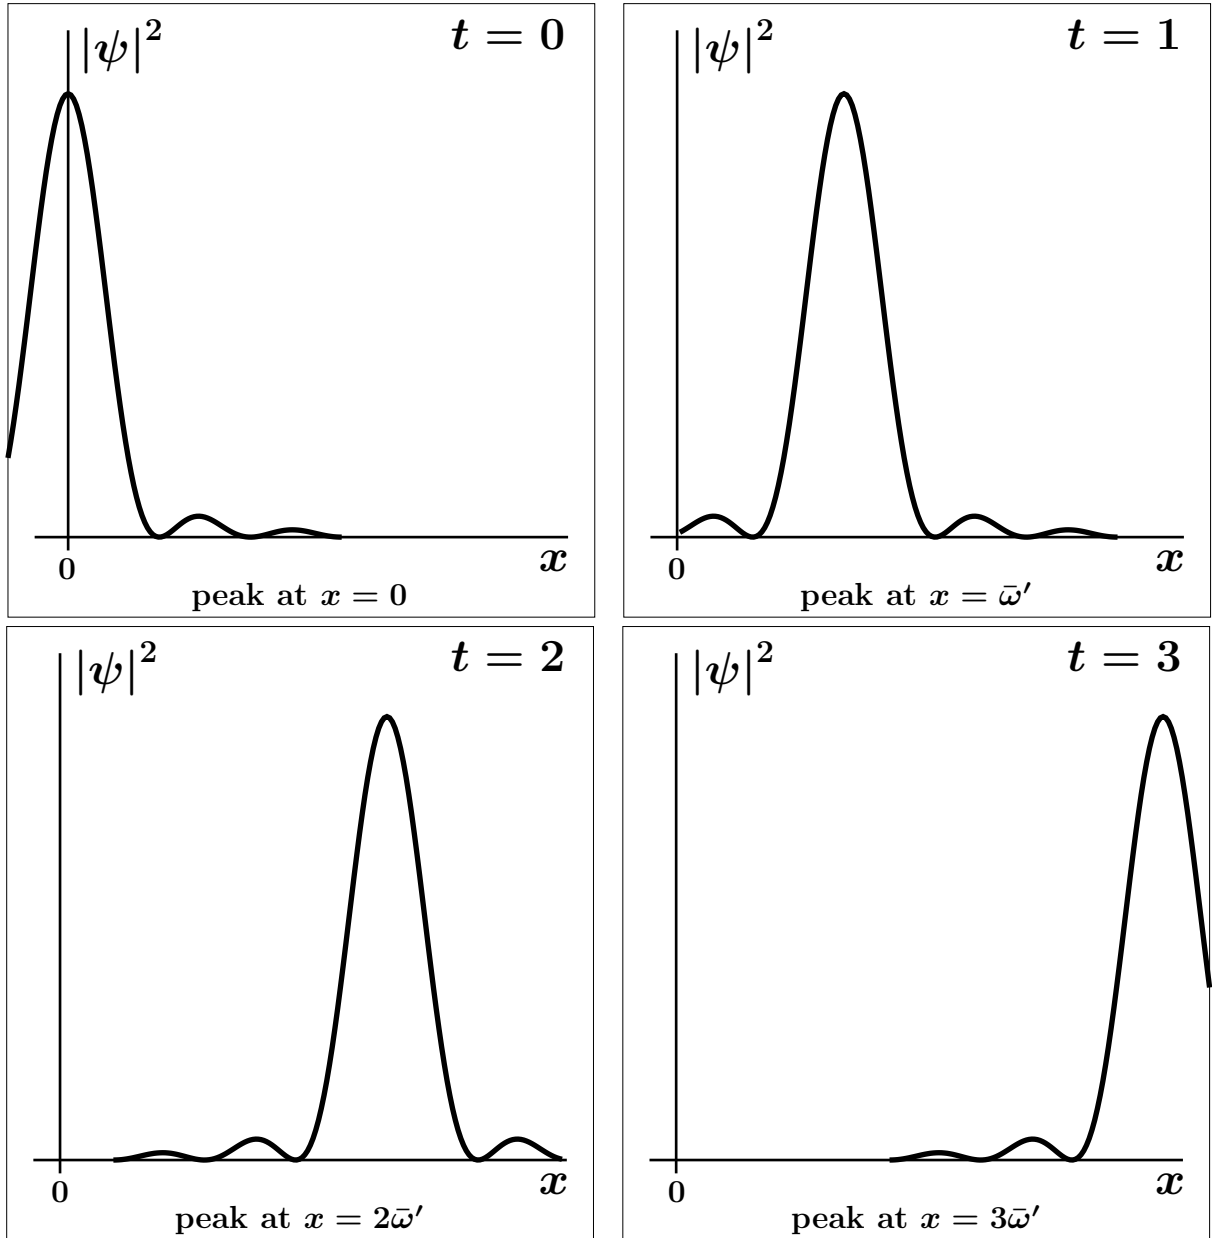 |ψ|² t = 0
0 x
peak at x = 0
|ψ|² t = 1
0 x
peak at x = ω̄′
|ψ|² t = 2
0 x
peak at x = 2ω̄′
|ψ|² t = 3
0 x
peak at x = 3ω̄′